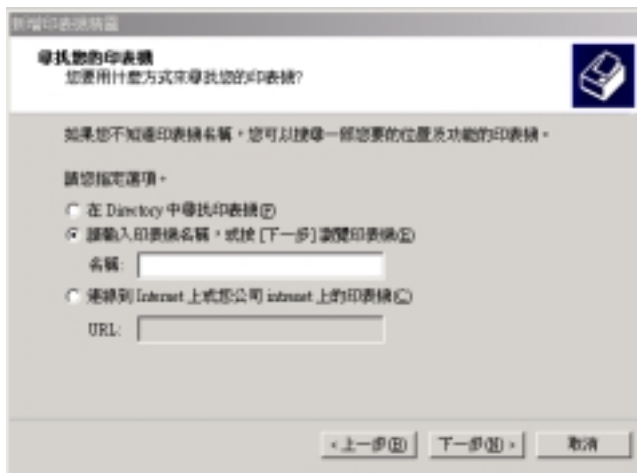 新增印表機精靈
尋找您的印表機
您要用什麼方式來尋找您的印表機?
如果您不知道印表機名稱，您可以搜尋一部您要的位置及功能的印表機。
請您指定選項。
在 Directory 中尋找印表機(F)
請輸入印表機名稱，或按 [下一步] 瀏覽印表機(E)
名稱:
連線到 Internet 上或您公司 intranet 上的印表機(C)
URL:
<上一步(B) 下一步(N)> 取消